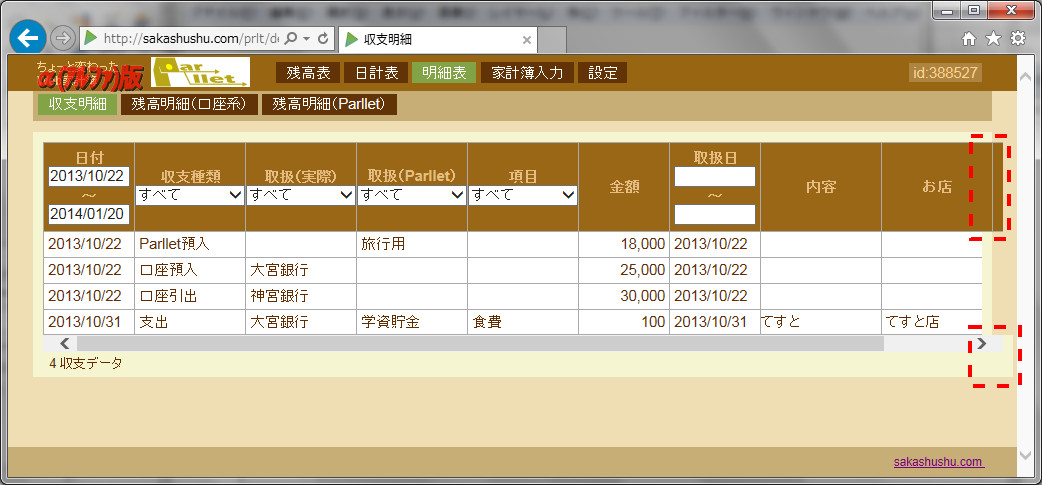 http://sakashushu.com/prlt/de
収支明細
ちょっと変わった
α(アルファ)版
Parllet.
残高表 日計表 明細表 家計簿入力 設定
id:388527
収支明細 残高明細(口座系) 残高明細(Parllet)
日付 収支種類 取扱(実際) 取扱(Parllet) 項目 金額 取扱日 内容 お店
2013/10/22 ~ 2014/01/20 すべて すべて すべて すべて ~
2013/10/22 Parllet預入 旅行用 18,000 2013/10/22
2013/10/22 口座預入 大宮銀行 25,000 2013/10/22
2013/10/22 口座引出 神宮銀行 30,000 2013/10/22
2013/10/31 支出 大宮銀行 学資貯金 食費 100 2013/10/31 てすと てすと店
4 収支データ
sakashushu.com